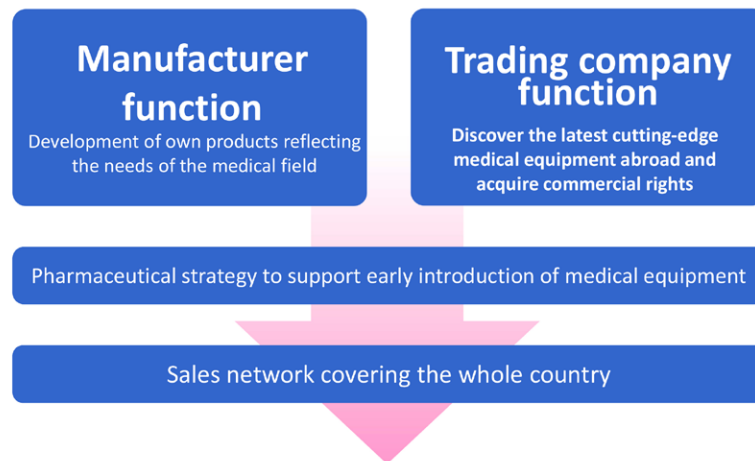 Manufacturer
function
Development of own products reflecting
the needs of the medical field
Trading company
function
Discover the latest cutting-edge
medical equipment abroad and
acquire commercial rights
Pharmaceutical strategy to support early introduction of medical equipment
Sales network covering the whole country